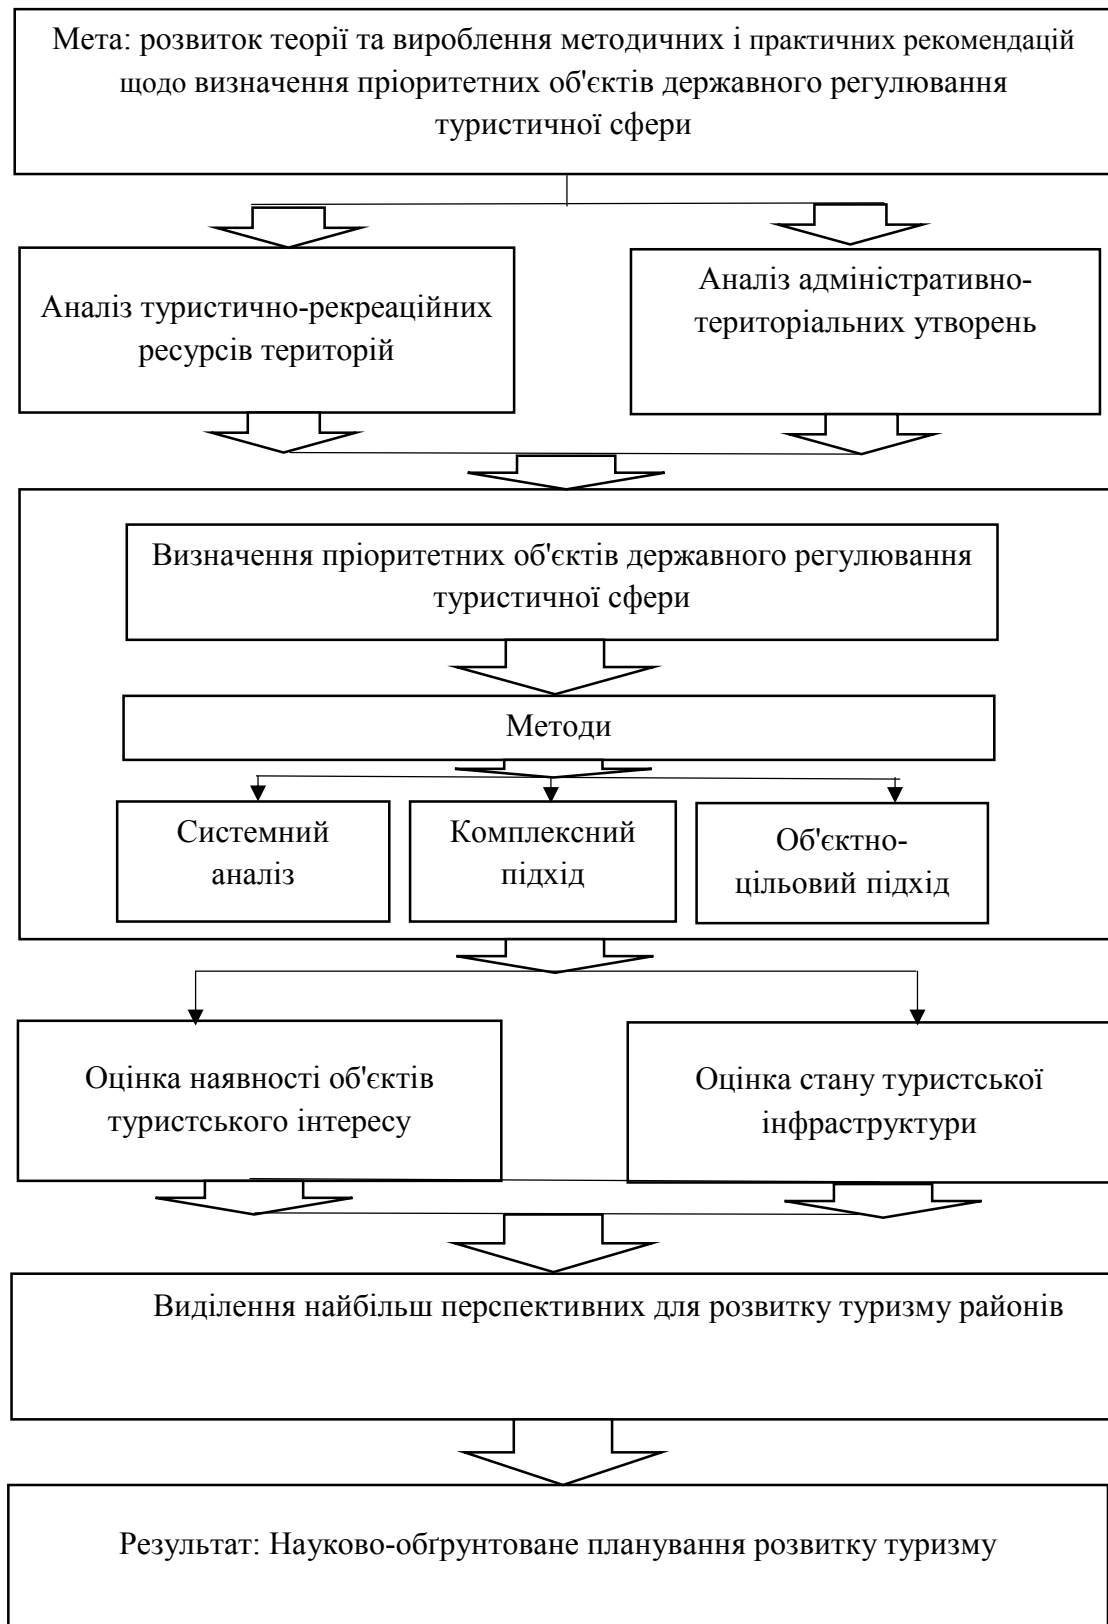 Мета: розвиток теорії та вироблення методичних і практичних рекомендацій
щодо визначення пріоритетних об'єктів державного регулювання
туристичної сфери
Аналіз туристично-рекреаційних
ресурсів територій
Аналіз адміністративно-
територіальних утворень
Визначення пріоритетних об'єктів державного регулювання
туристичної сфери
Методи
Системний
аналіз
Комплексний
підхід
Об'єктно-
цільовий підхід
Оцінка наявності об'єктів
туристського інтересу
Оцінка стану туристської
інфраструктури
Виділення найбільш перспективних для розвитку туризму районів
Результат: Науково-обґрунтоване планування розвитку туризму